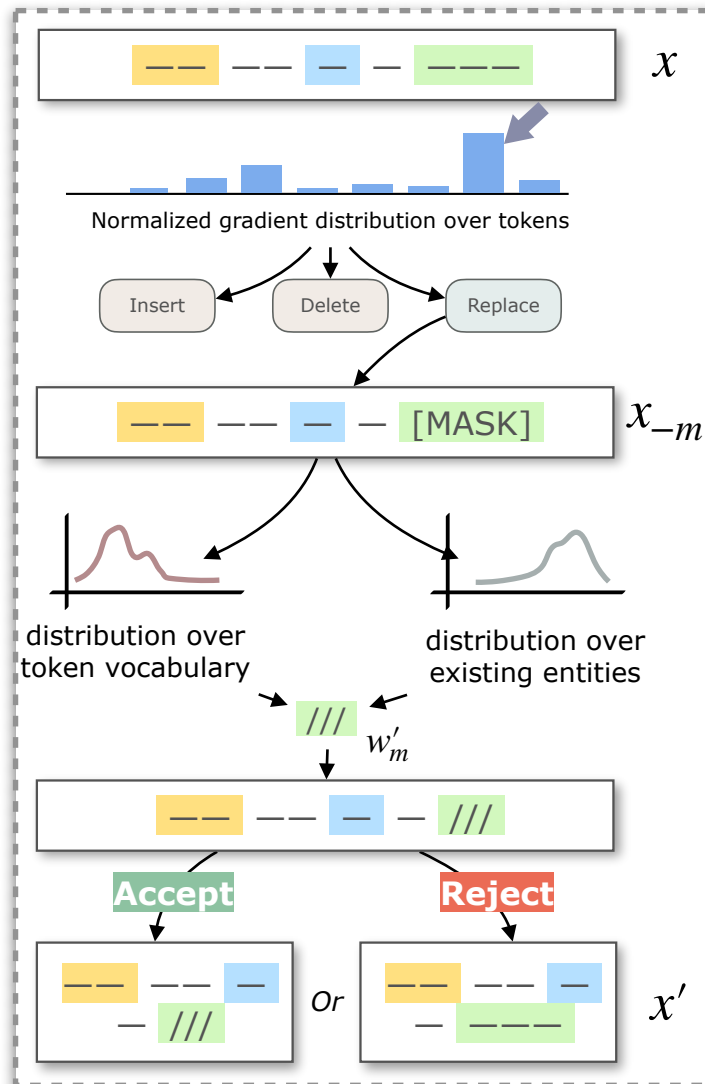 x
Normalized gradient distribution over tokens
Insert Delete Replace
[MASK] x₋ₘ
distribution over
token vocabulary
distribution over
existing entities
///
w′ₘ
///
Accept Reject
/// Or x′